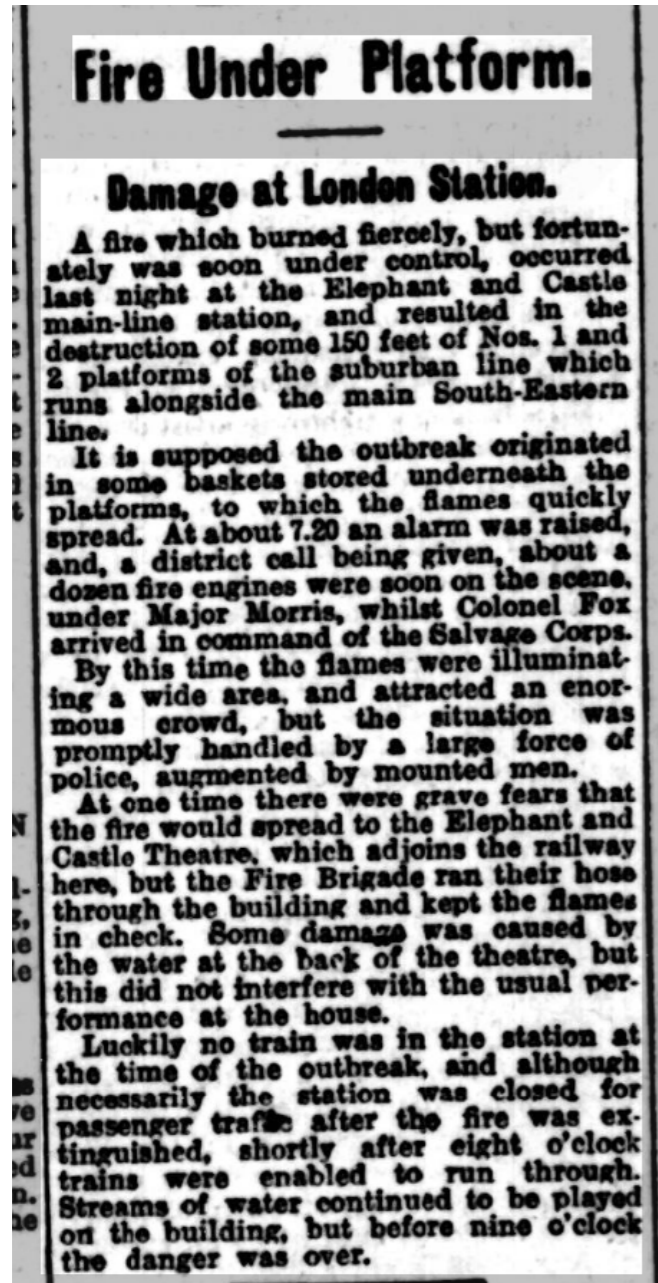 Fire Under Platform.
Damage at London Station.
A fire which burned fiercely, but fortun-
ately was soon under control, occurred
last night at the Elephant and Castle
main-line station, and resulted in the
destruction of some 150 feet of Nos. 1 and
2 platforms of the suburban line which
runs alongside the main South-Eastern
line.
It is supposed the outbreak originated
in some baskets stored underneath the
platforms, to which the flames quickly
spread. At about 7.20 an alarm was raised,
and, a district call being given, about a
dozen fire engines were soon on the scene,
under Major Morris, whilst Colonel Fox
arrived in command of the Salvage Corps.
By this time the flames were illuminat-
ing a wide area, and attracted an enor-
mous crowd, but the situation was
promptly handled by a large force of
police, augmented by mounted men.
At one time there were grave fears that
the fire would spread to the Elephant and
Castle Theatre, which adjoins the railway
here, but the Fire Brigade ran their hose
through the building and kept the flames
in check. Some damage was caused by
the water at the back of the theatre, but
this did not interfere with the usual per-
formance at the house.
Luckily no train was in the station at
the time of the outbreak, and although
necessarily the station was closed for
passenger traffic after the fire was ex-
tinguished, shortly after eight o'clock
trains were enabled to run through.
Streams of water continued to be played
on the building, but before nine o'clock
the danger was over.